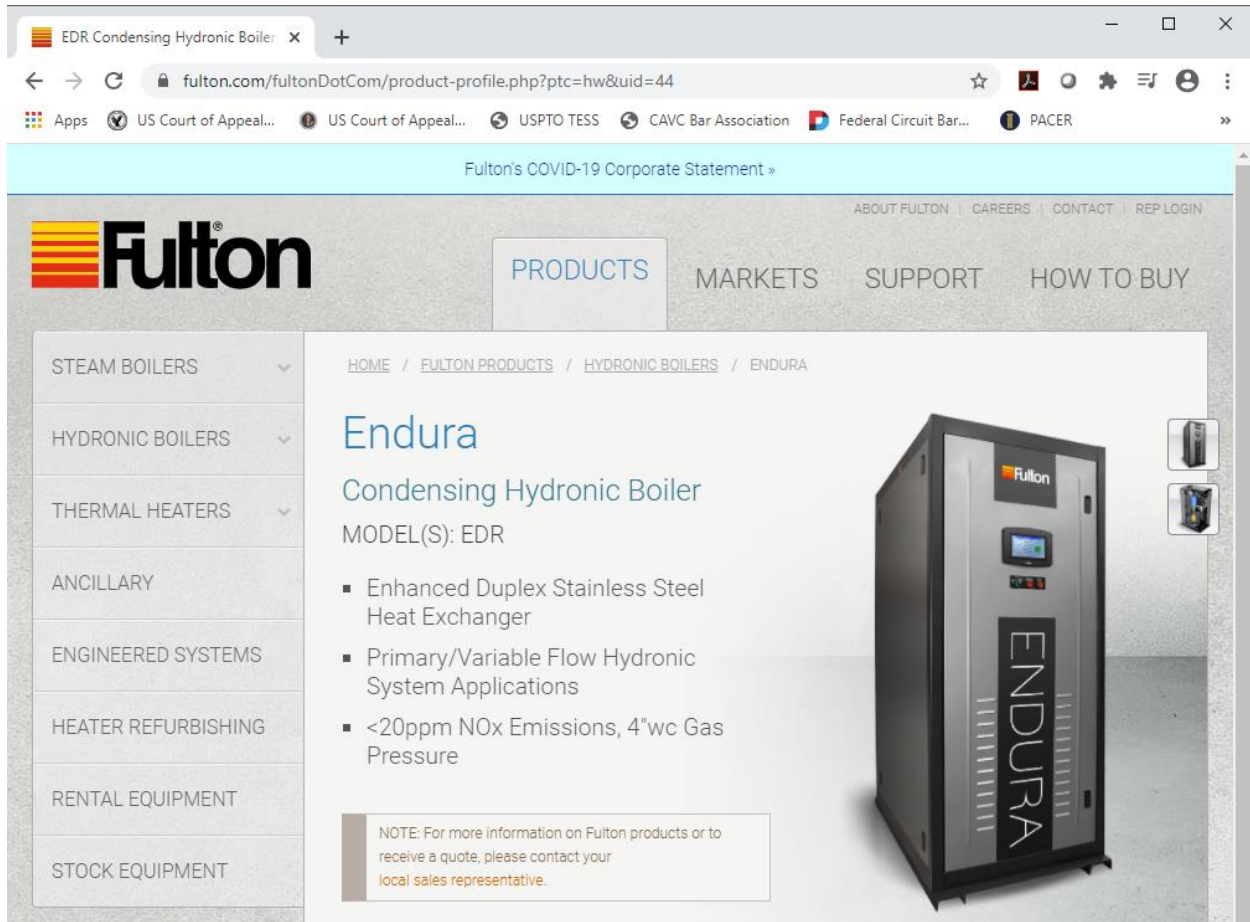 EDR Condensing Hydronic Boiler
fulton.com/fultonDotCom/product-profile.php?ptc=hw&uid=44
Apps US Court of Appeal... US Court of Appeal... USPTO TESS CAVC Bar Association Federal Circuit Bar... PACER »
Fulton's COVID-19 Corporate Statement »
ABOUT FULTON | CAREERS | CONTACT | REP LOGIN
Fulton®
PRODUCTS MARKETS SUPPORT HOW TO BUY
STEAM BOILERS
HYDRONIC BOILERS
THERMAL HEATERS
ANCILLARY
ENGINEERED SYSTEMS
HEATER REFURBISHING
RENTAL EQUIPMENT
STOCK EQUIPMENT
HOME / FULTON PRODUCTS / HYDRONIC BOILERS / ENDURA
Endura
Condensing Hydronic Boiler
MODEL(S): EDR
▪ Enhanced Duplex Stainless Steel
Heat Exchanger
▪ Primary/Variable Flow Hydronic
System Applications
▪ <20ppm NOx Emissions, 4"wc Gas
Pressure
NOTE: For more information on Fulton products or to
receive a quote, please contact your
local sales representative.
Fulton
ENDURA